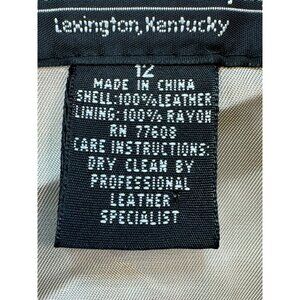 Lexington, Kentucky
12
MADE IN CHINA
SHELL:100%LEATHER
LINING:100% RAYON
RN 77608
CARE INSTRUCTIONS:
DRY CLEAN BY
PROFESSIONAL
LEATHER
SPECIALIST